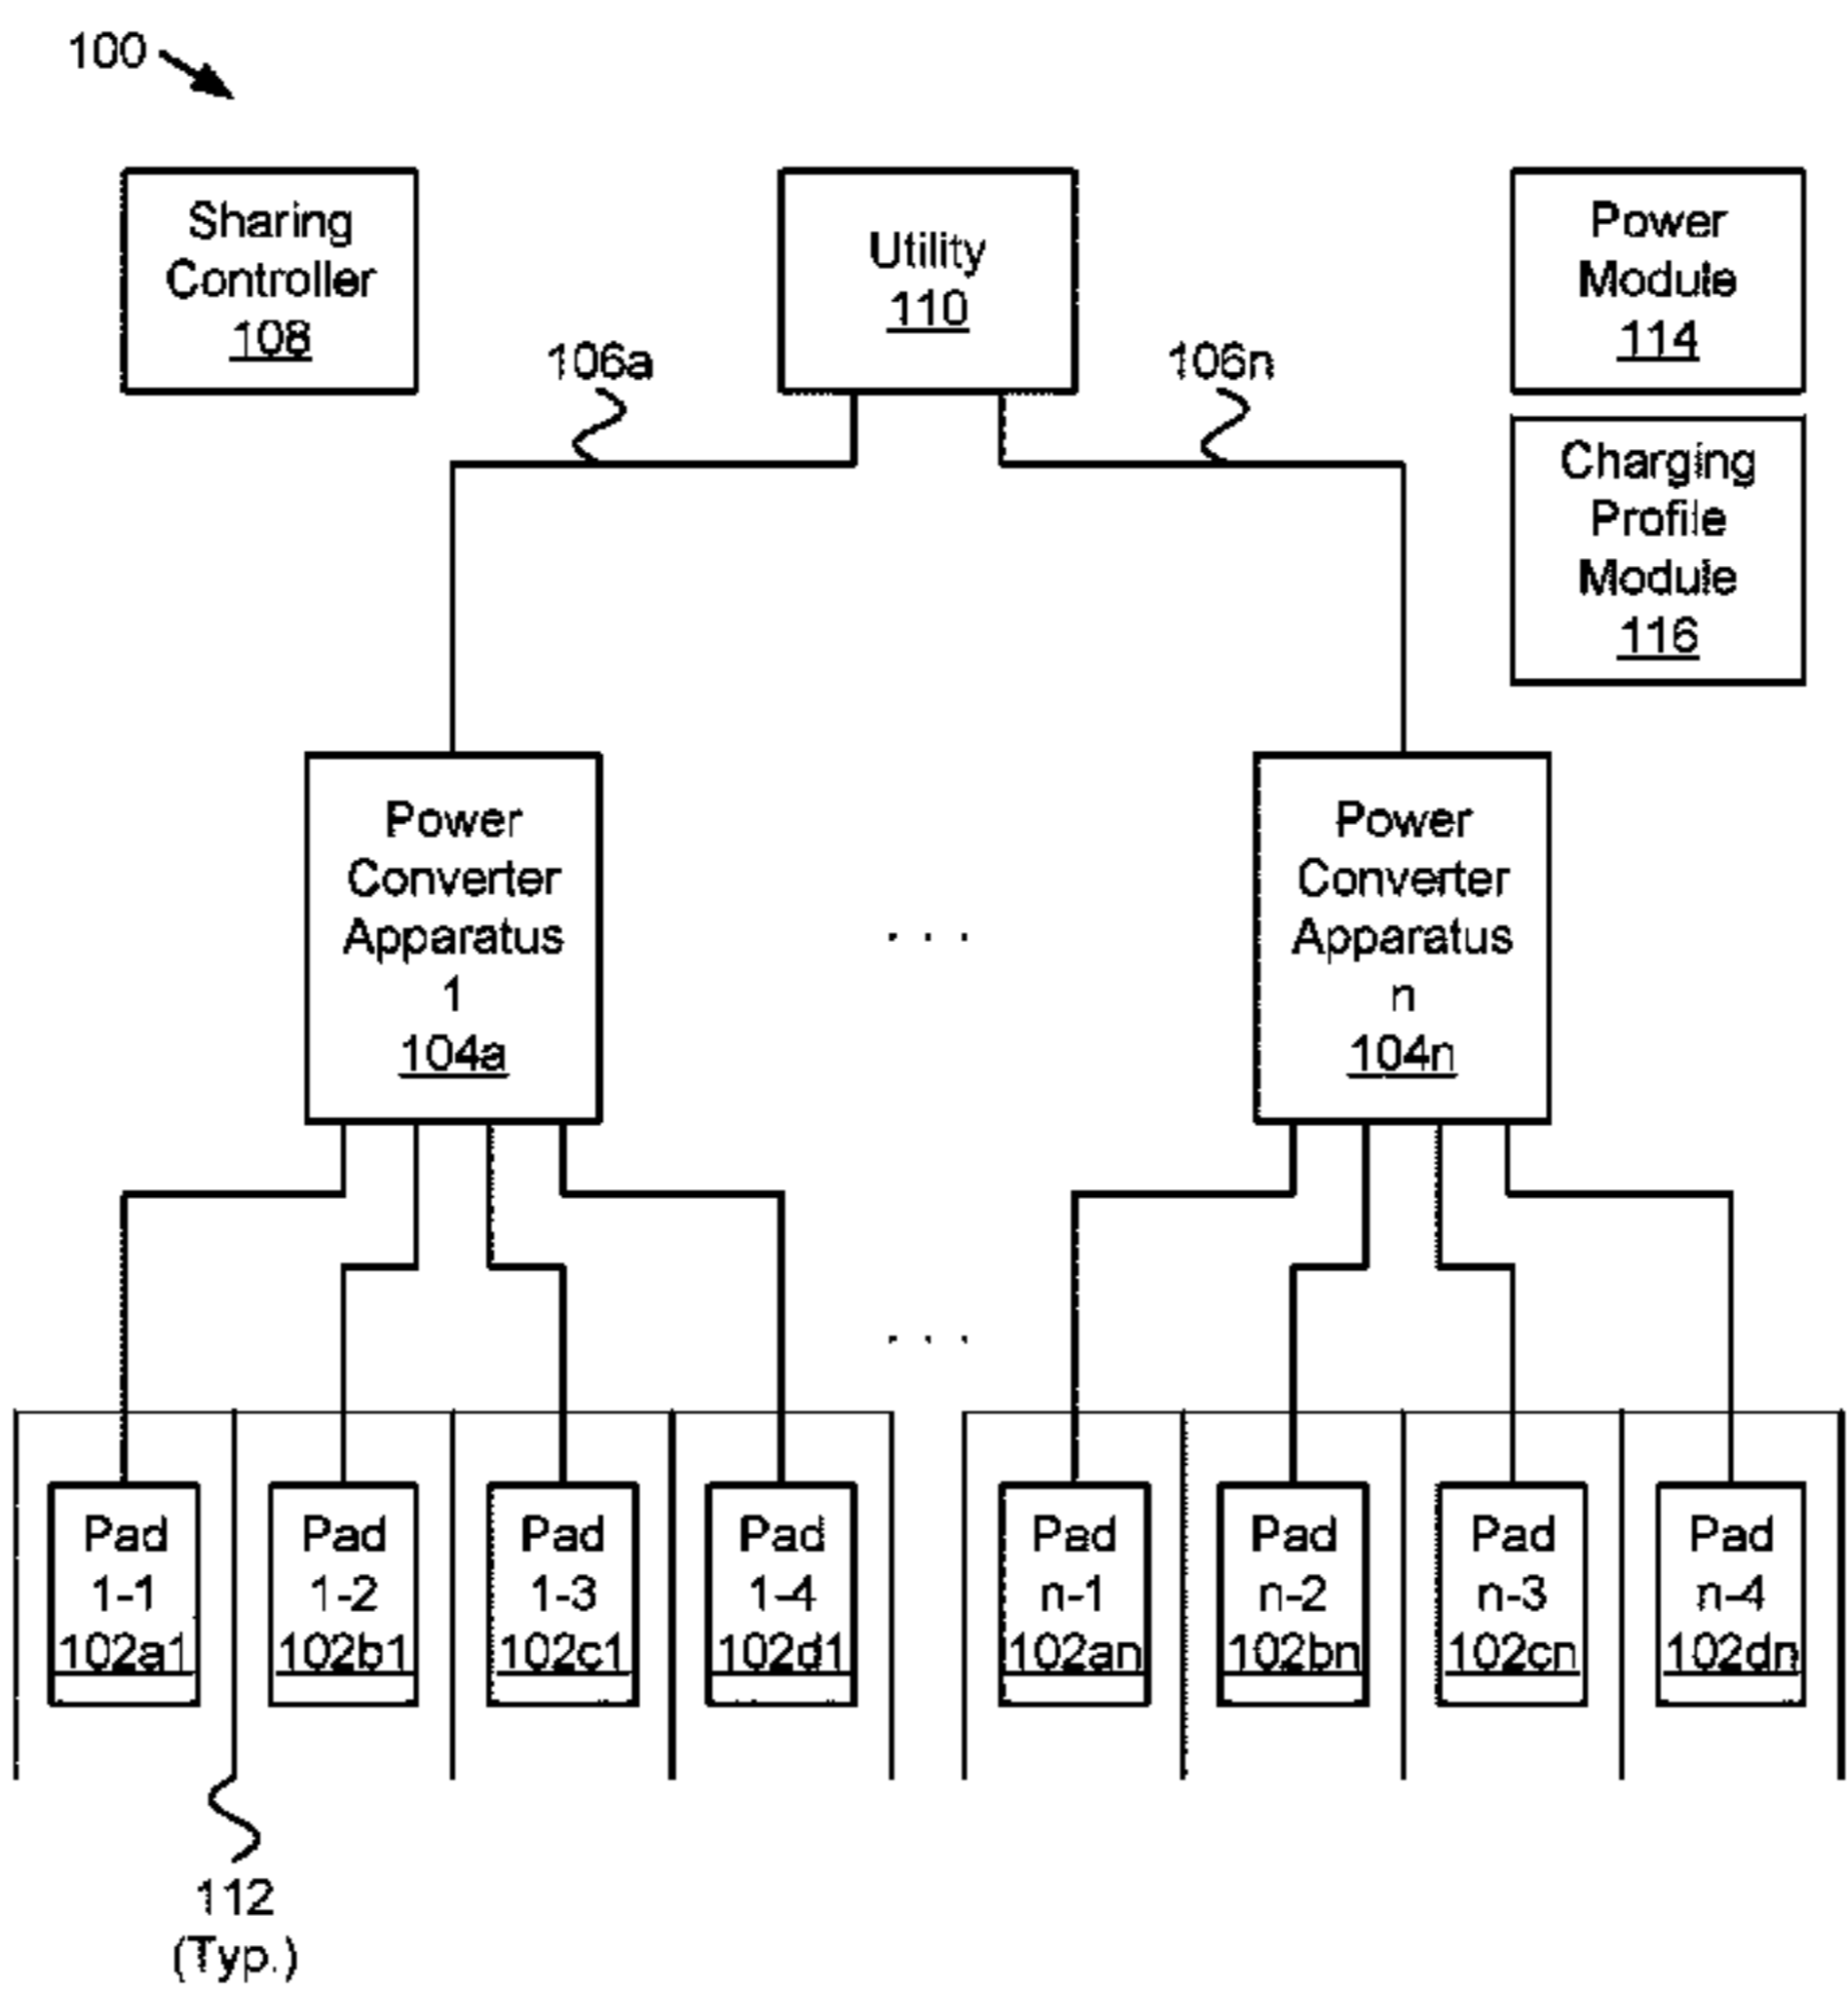 100
Sharing
Controller
108
Utility
110
Power
Module
114
106a
106n
Charging
Profile
Module
116
Power
Converter
Apparatus
1
104a
. . .
Power
Converter
Apparatus
n
104n
. . .
Pad
1-1
102a1
Pad
1-2
102b1
Pad
1-3
102c1
Pad
1-4
102d1
Pad
n-1
102an
Pad
n-2
102bn
Pad
n-3
102cn
Pad
n-4
102dn
112
(Typ.)